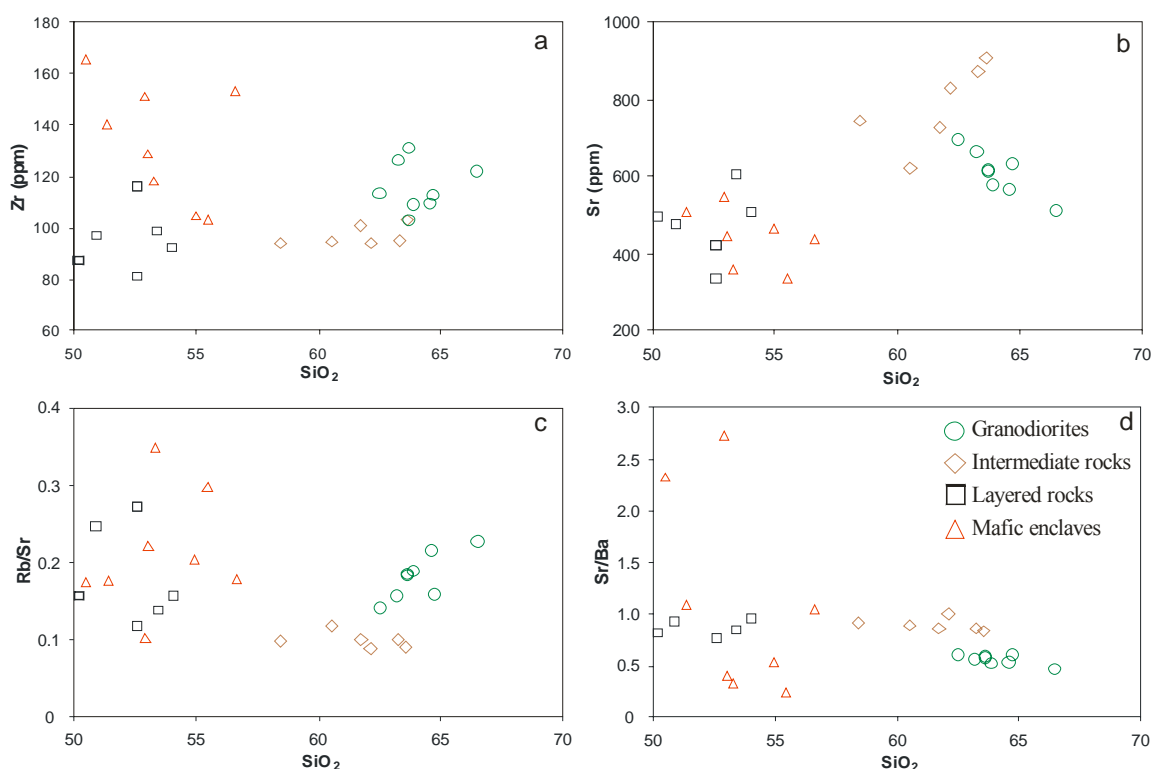 a
180
160
140
120
100
80
60
Zr (ppm)
50 55 60 65 70
SiO₂
b
1000
800
600
400
200
Sr (ppm)
50 55 60 65 70
SiO₂
c
0.4
0.3
0.2
0.1
0
Rb/Sr
50 55 60 65 70
SiO₂
d
3.0
2.5
2.0
1.5
1.0
0.5
0.0
Sr/Ba
Granodiorites
Intermediate rocks
Layered rocks
Mafic enclaves
50 55 60 65 70
SiO₂